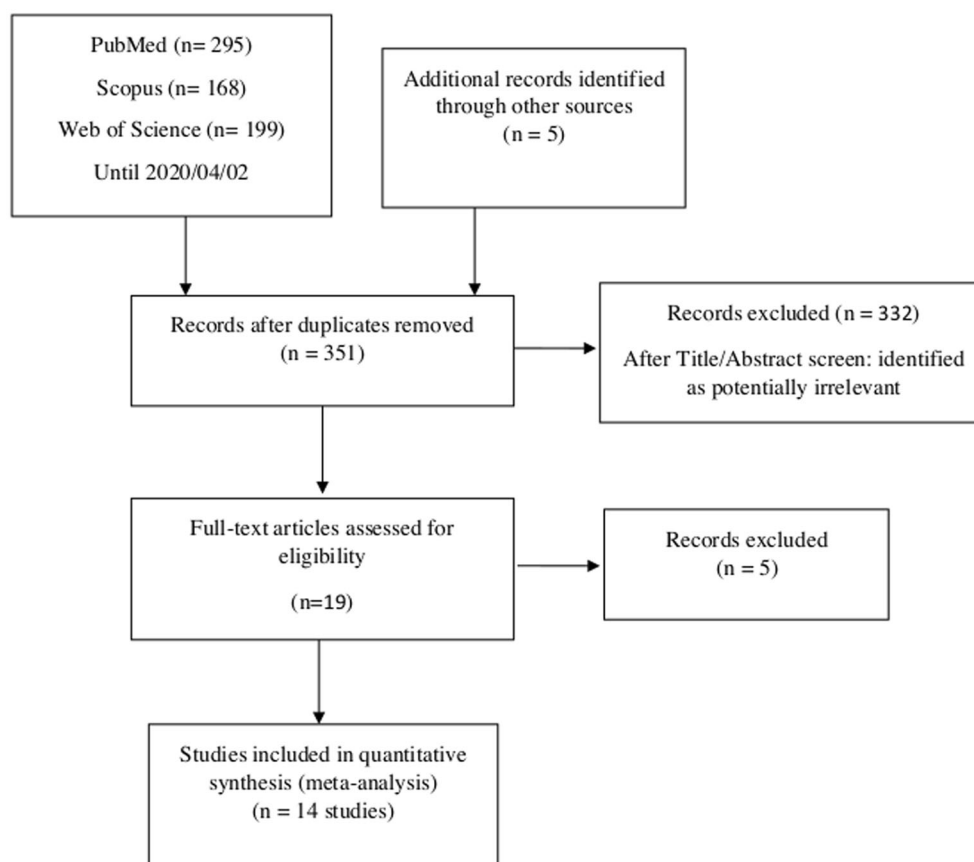 PubMed (n= 295)
Scopus (n= 168)
Web of Science (n= 199)
Until 2020/04/02
Additional records identified
through other sources
(n = 5)
Records after duplicates removed
(n = 351)
Records excluded (n = 332)
After Title/Abstract screen: identified
as potentially irrelevant
Full-text articles assessed for
eligibility
(n=19)
Records excluded
(n = 5)
Studies included in quantitative
synthesis (meta-analysis)
(n = 14 studies)